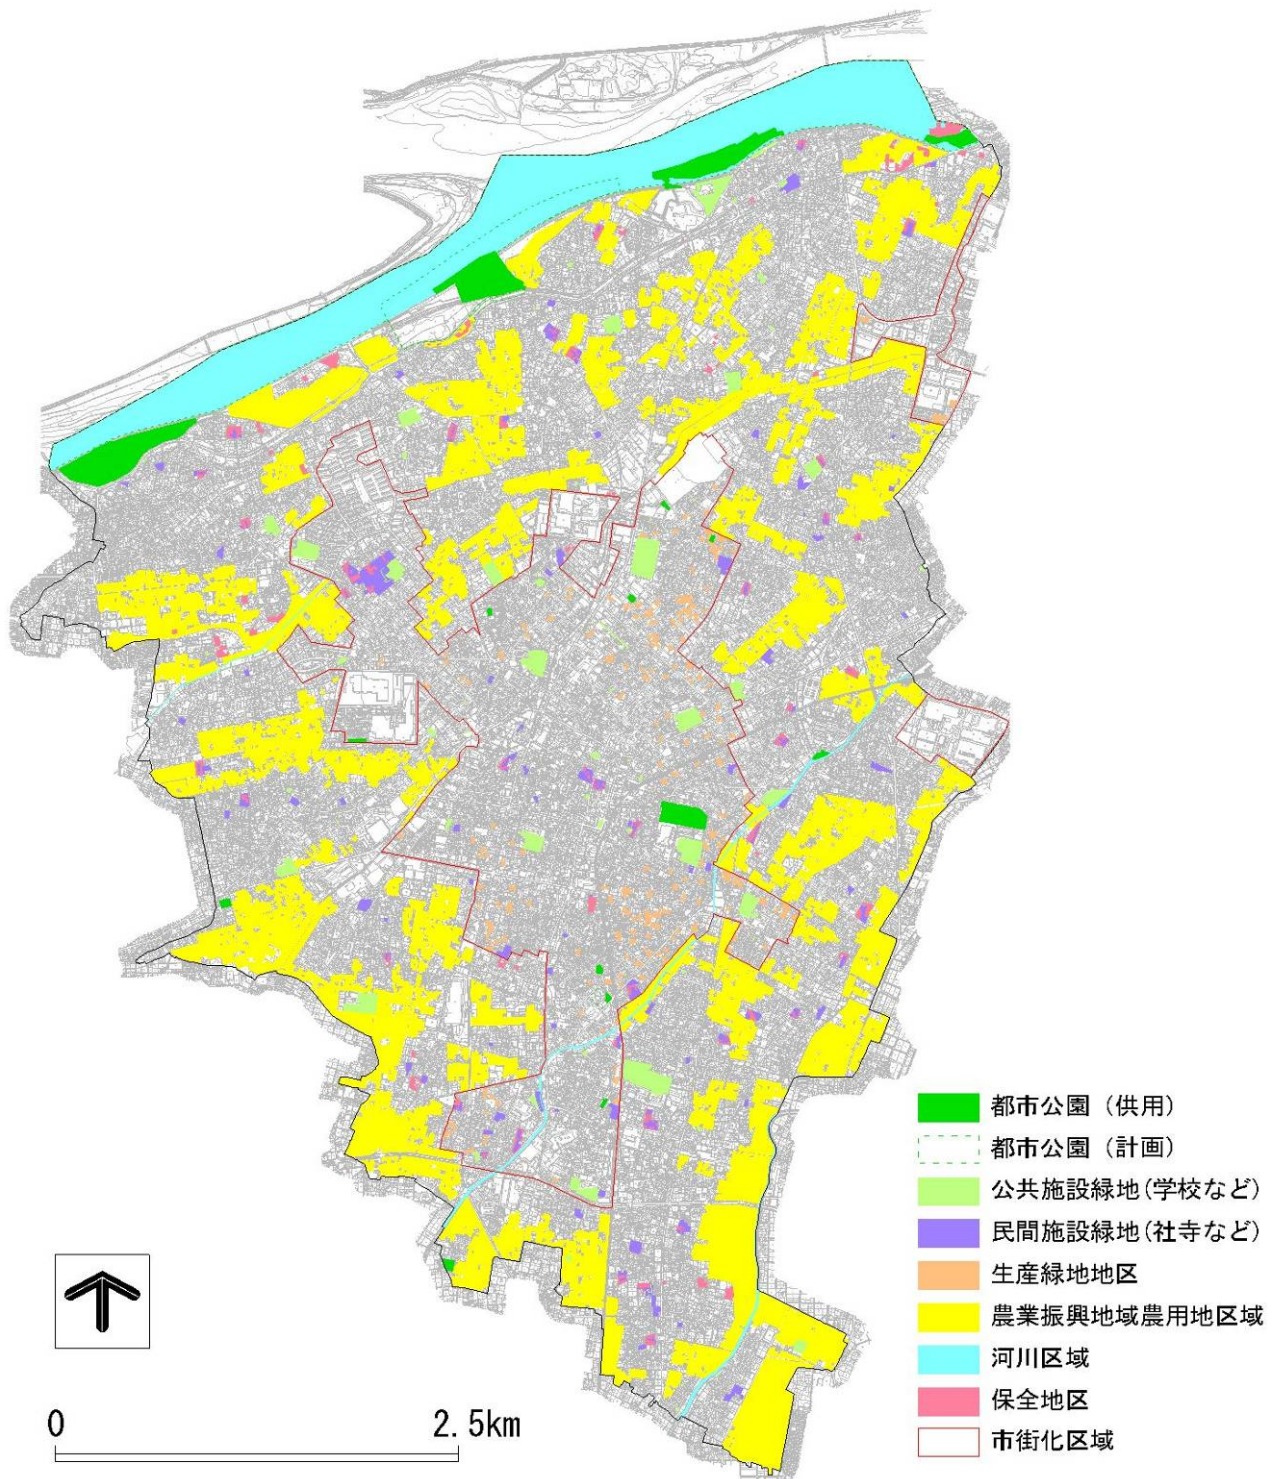 都市公園（供用）
都市公園（計画）
公共施設緑地(学校など)
民間施設緑地(社寺など)
生産緑地地区
農業振興地域農用地区域
河川区域
保全地区
市街化区域
0 2.5km